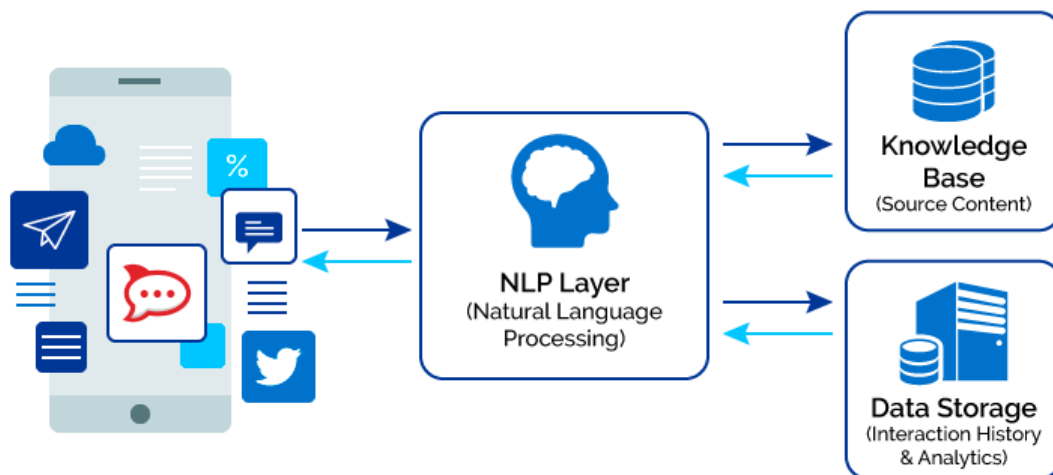 %
NLP Layer
(Natural Language
Processing)
Knowledge
Base
(Source Content)
Data Storage
(Interaction History
& Analytics)